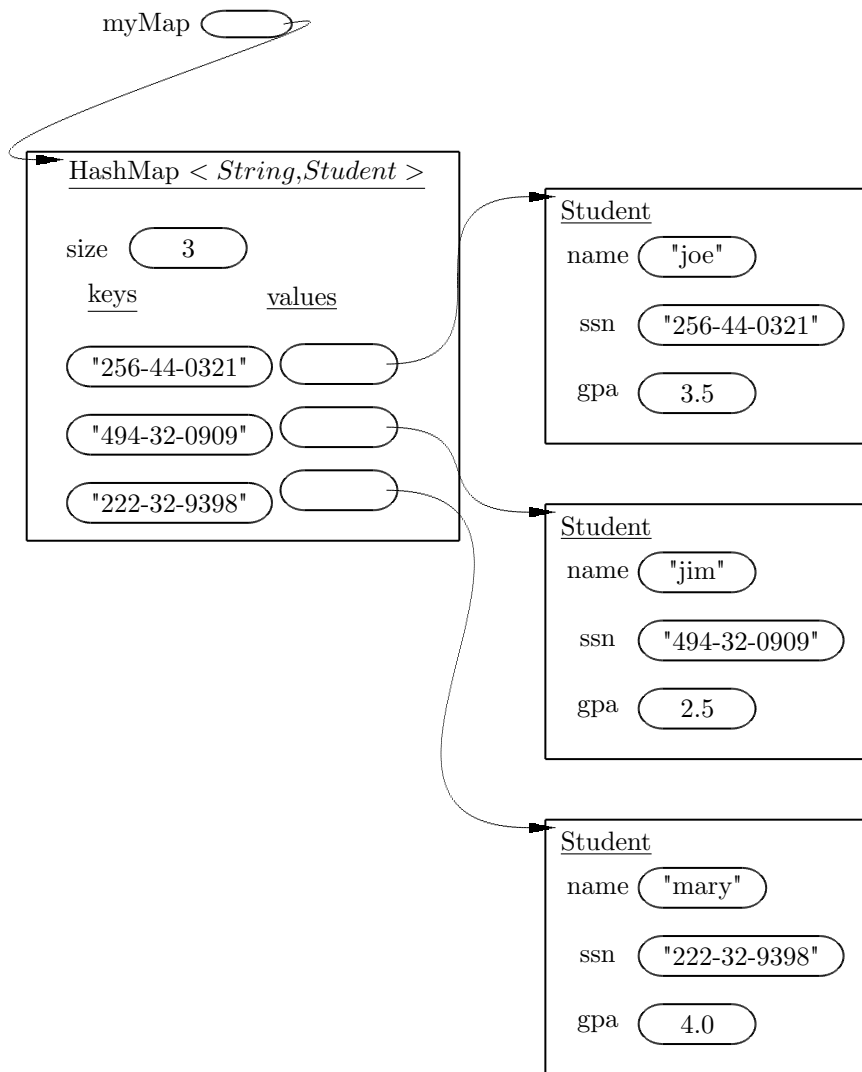 myMap
HashMap < String,Student >
size 3
keys values
"256-44-0321"
"494-32-0909"
"222-32-9398"
Student
name "joe"
ssn "256-44-0321"
gpa 3.5
Student
name "jim"
ssn "494-32-0909"
gpa 2.5
Student
name "mary"
ssn "222-32-9398"
gpa 4.0